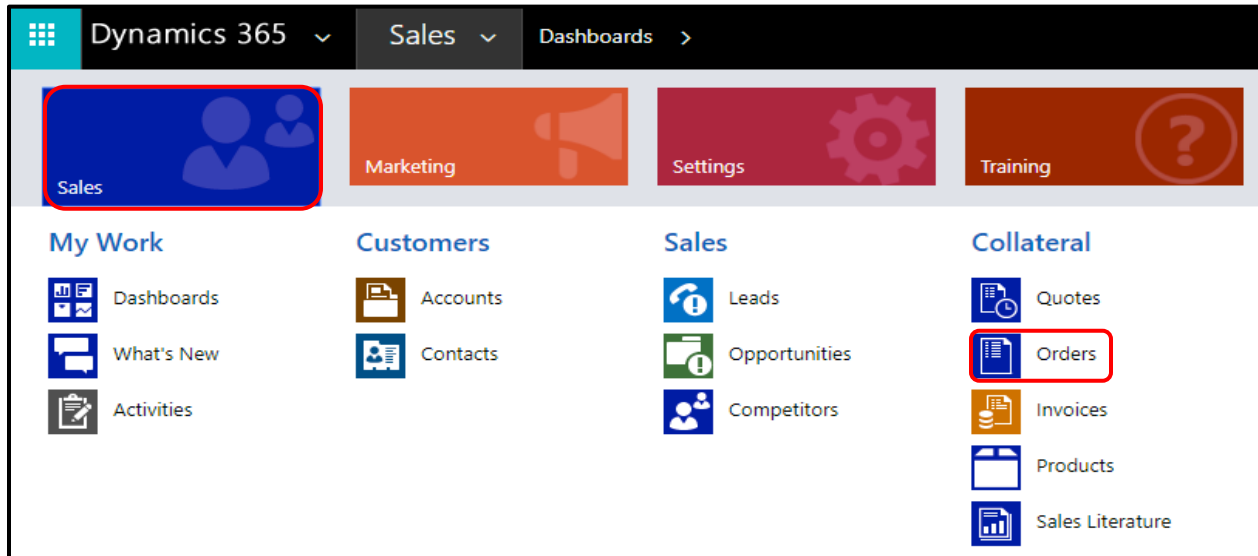 Dynamics 365 Sales Dashboards >
Sales Marketing Settings Training
My Work Customers Sales Collateral
Dashboards Accounts Leads Quotes
What's New Contacts Opportunities Orders
Activities Competitors Invoices
Products
Sales Literature